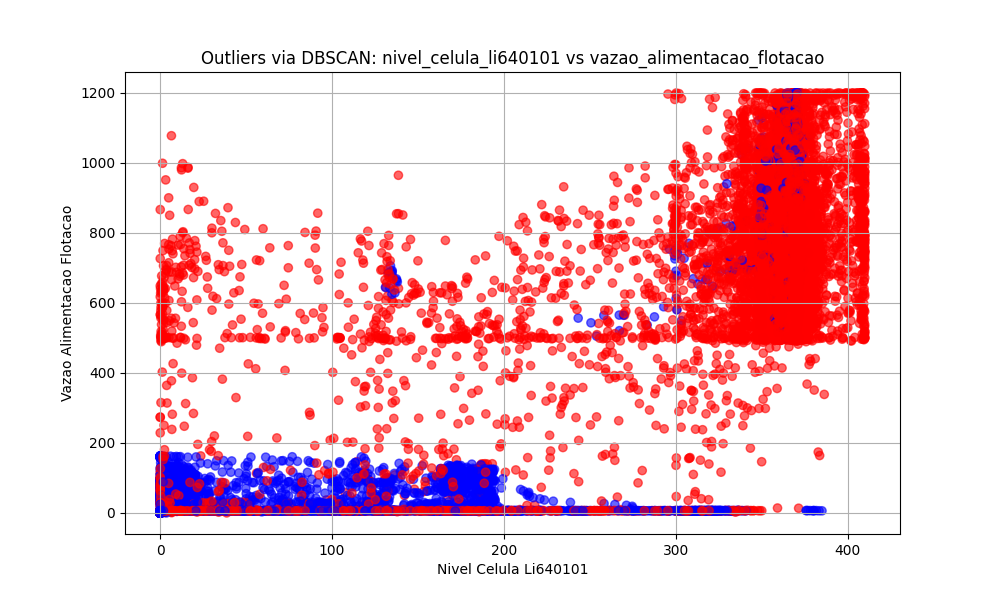 Outliers via DBSCAN: nivel_celula_li640101 vs vazao_alimentacao_flotacao
1200
1000
800
600
400
200
0
Vazao Alimentacao Flotacao
0 100 200 300 400
Nivel Celula Li640101